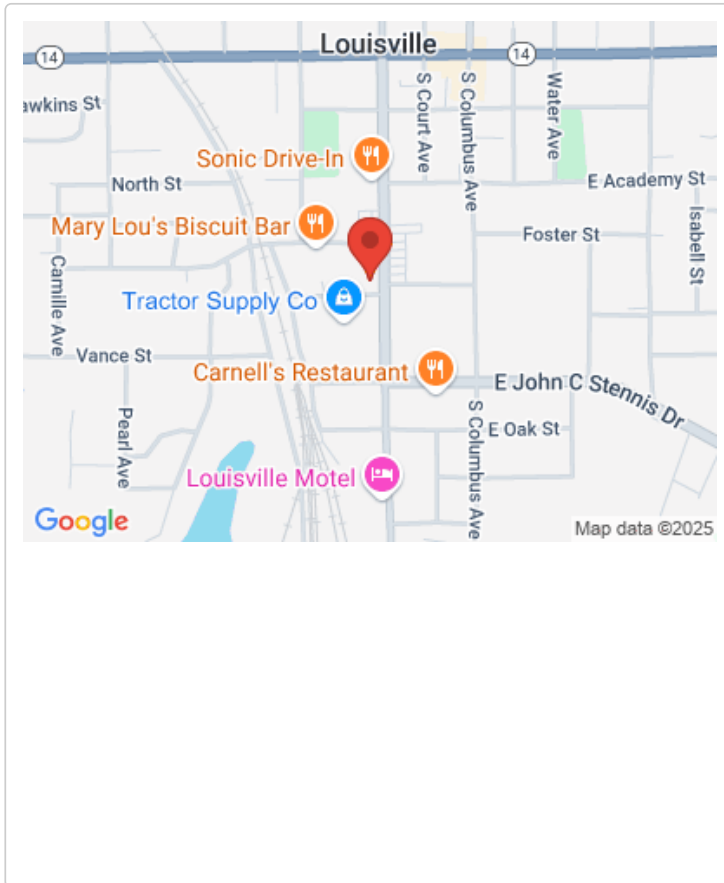 Louisville
14
14
S Court Ave
S Columbus Ave
Water Ave
awkins St
Sonic Drive-In
North St
E Academy St
Mary Lou's Biscuit Bar
Foster St
Isabell St
Camille Ave
Tractor Supply Co
Vance St
Carnell's Restaurant
E John C Stennis Dr
Pearl Ave
S Columbus Ave
E Oak St
Louisville Motel
Google
Map data ©2025